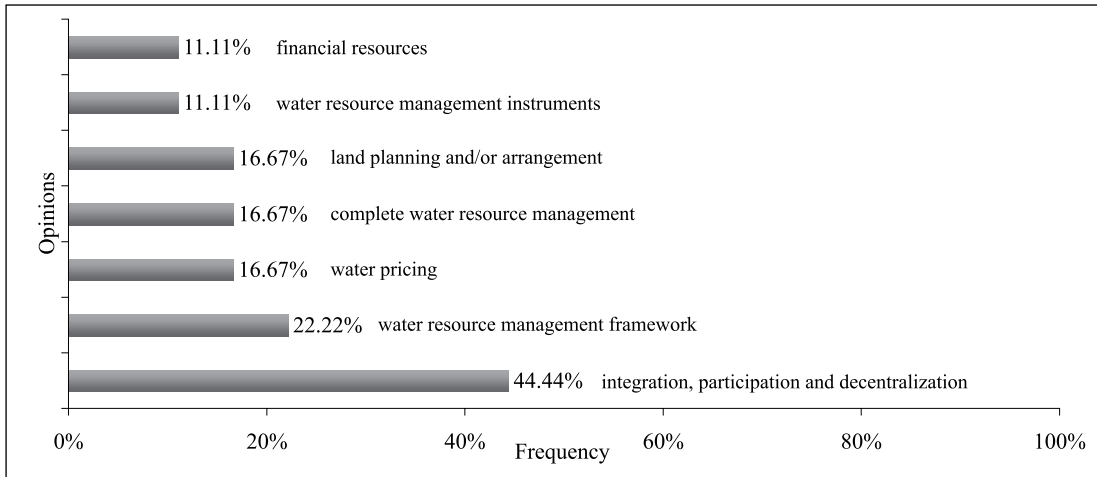 11.11% financial resources
11.11% water resource management instruments
16.67% land planning and/or arrangement
16.67% complete water resource management
16.67% water pricing
22.22% water resource management framework
44.44% integration, participation and decentralization
Opinions
0% 20% 40% 60% 80% 100%
Frequency